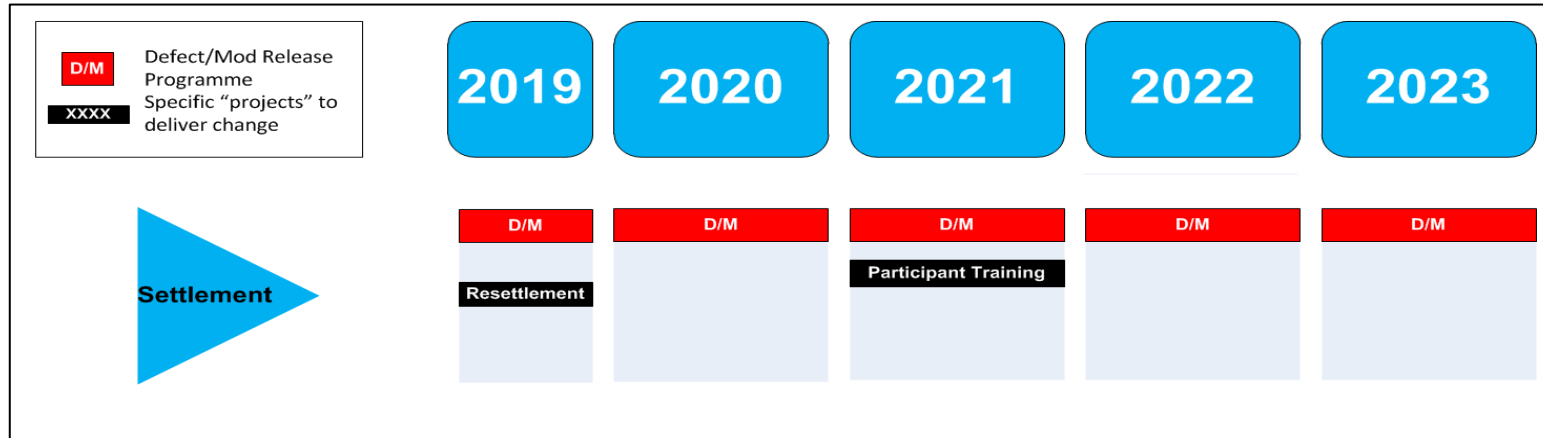 D/M
Defect/Mod Release
Programme
XXXX
Specific “projects” to
deliver change
2019
2020
2021
2022
2023
Settlement
D/M
D/M
D/M
D/M
D/M
Resettlement
Participant Training